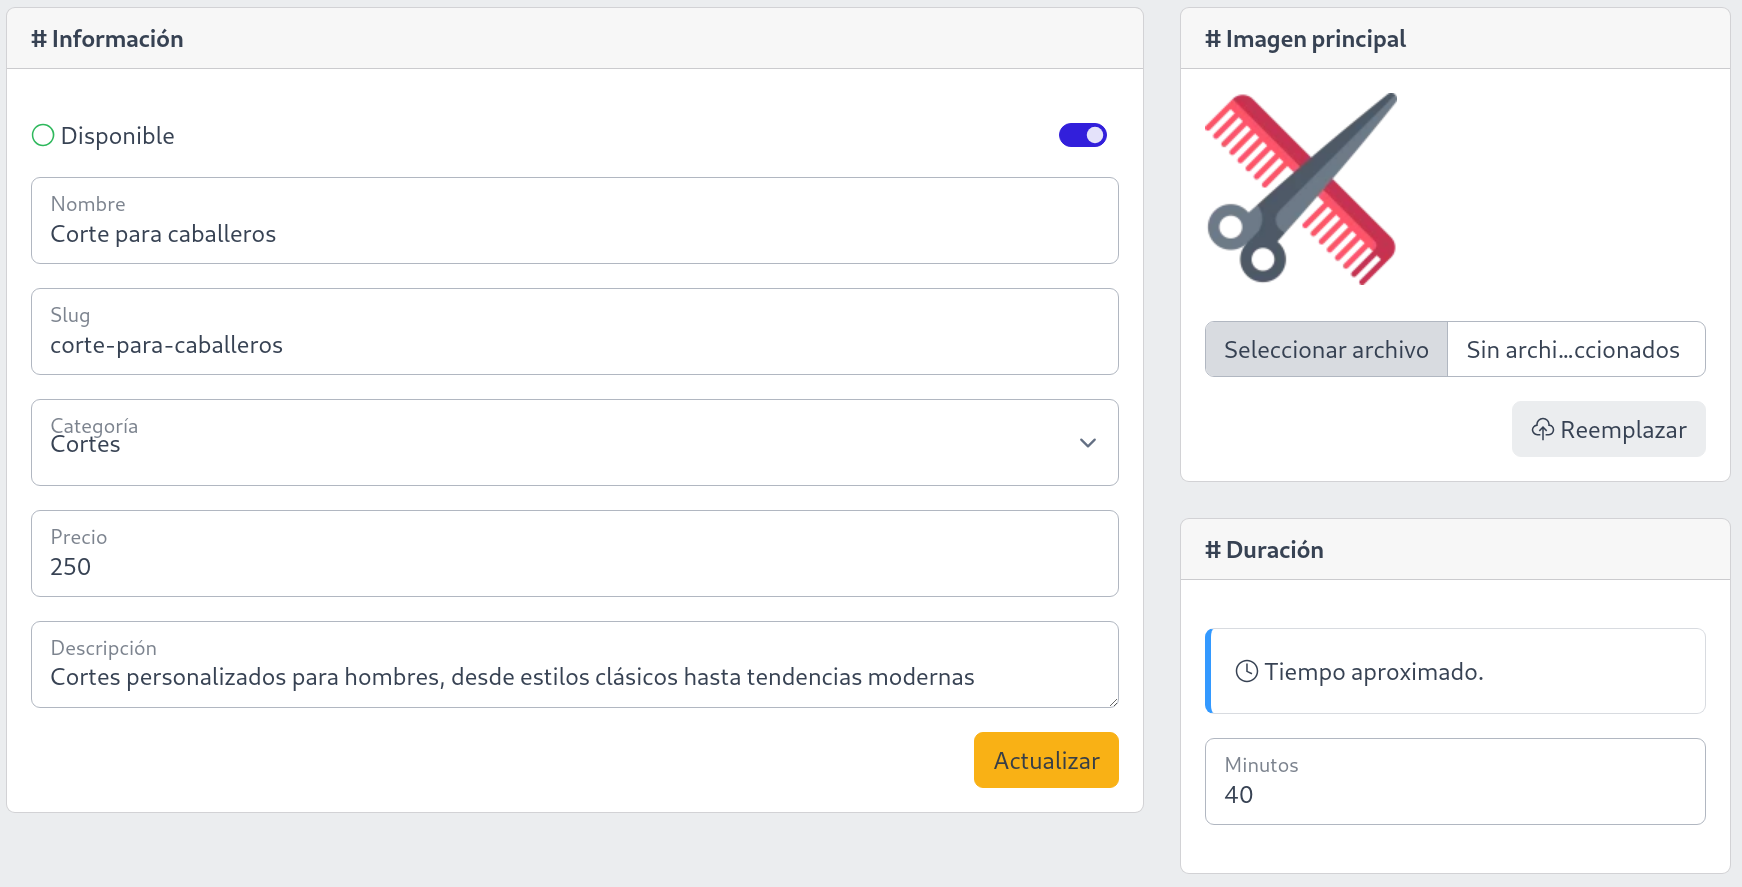 # Información
Disponible
Nombre
Corte para caballeros
Slug
corte-para-caballeros
Categoría
Cortes
Precio
250
Descripción
Cortes personalizados para hombres, desde estilos clásicos hasta tendencias modernas
Actualizar
# Imagen principal
Seleccionar archivo Sin archi...ccionados
Reemplazar
# Duración
Tiempo aproximado.
Minutos
40